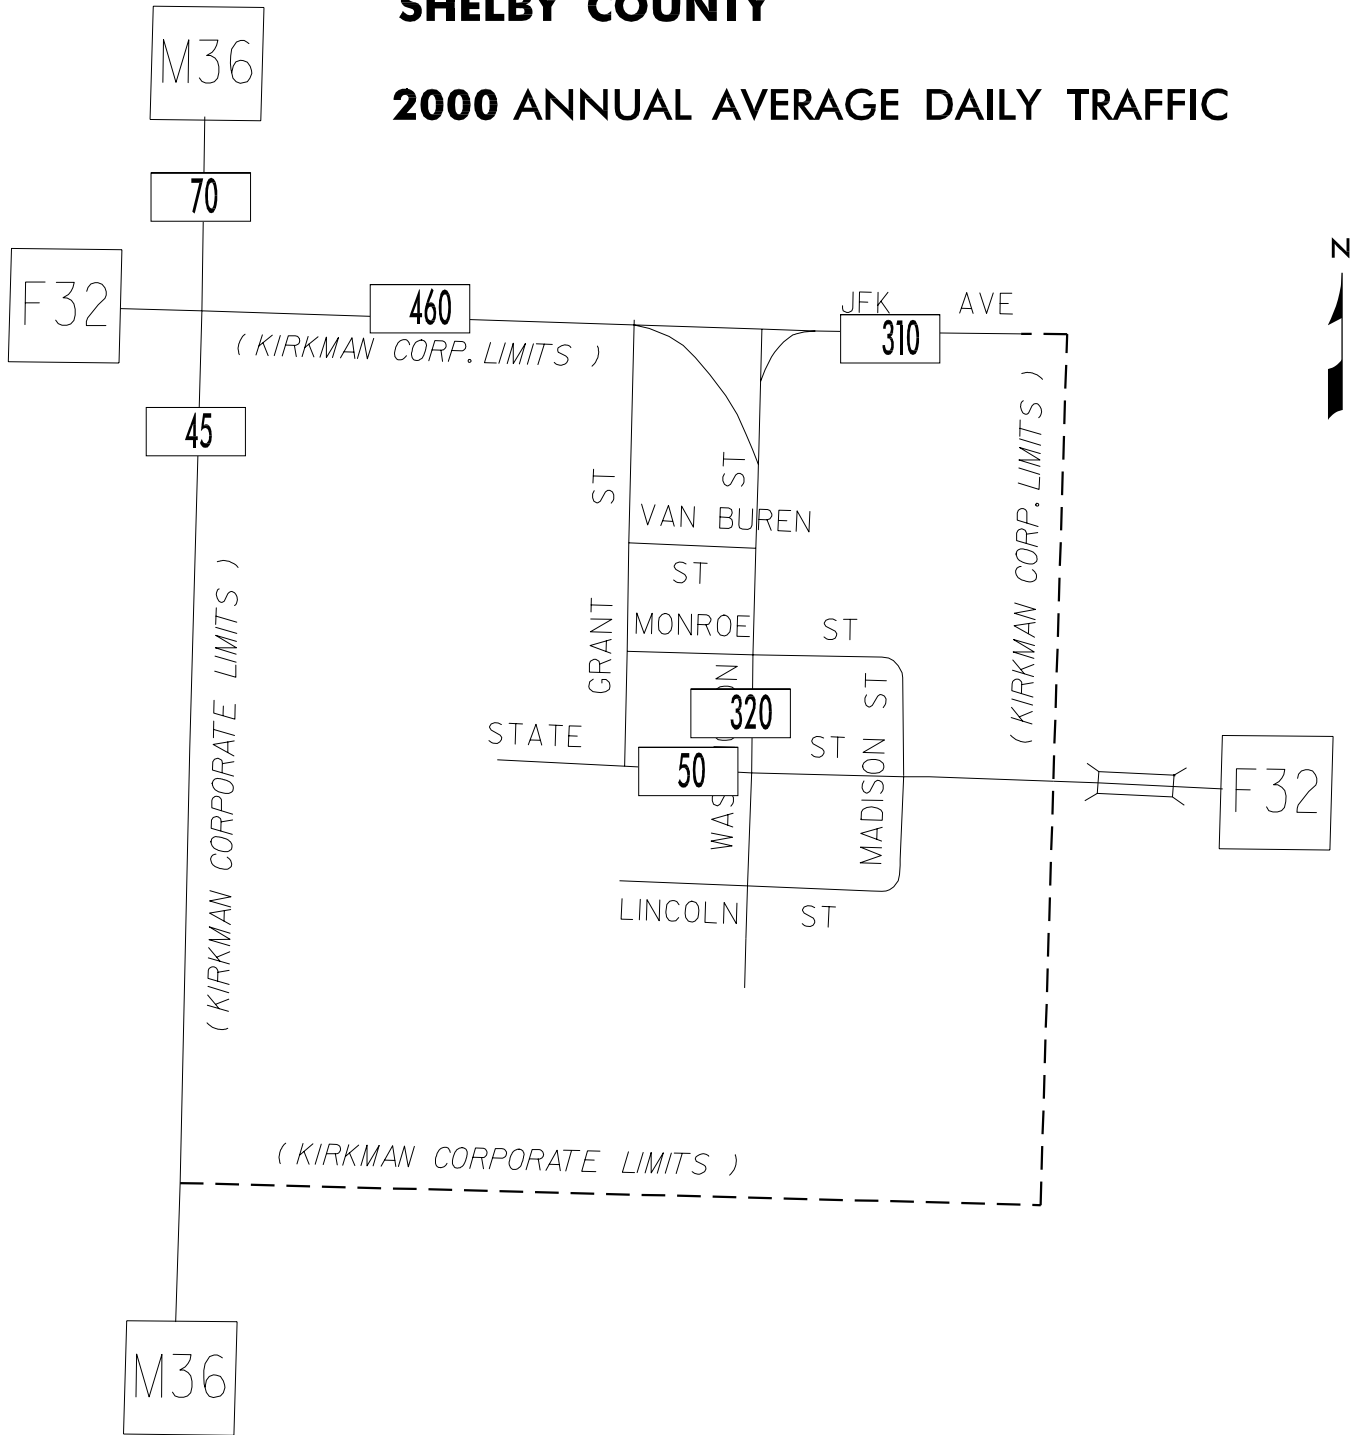 SHELBY COUNTY
2000 ANNUAL AVERAGE DAILY TRAFFIC
M36
70
N
F32
460
JFK AVE
310
( KIRKMAN CORP. LIMITS )
45
( KIRKMAN CORP. LIMITS )
ST
ST
VAN BUREN
ST
GRANT
MONROE ST
( KIRKMAN CORPORATE LIMITS )
320
STATE ST
MADISON ST
50
F32
LINCOLN ST
( KIRKMAN CORPORATE LIMITS )
M36